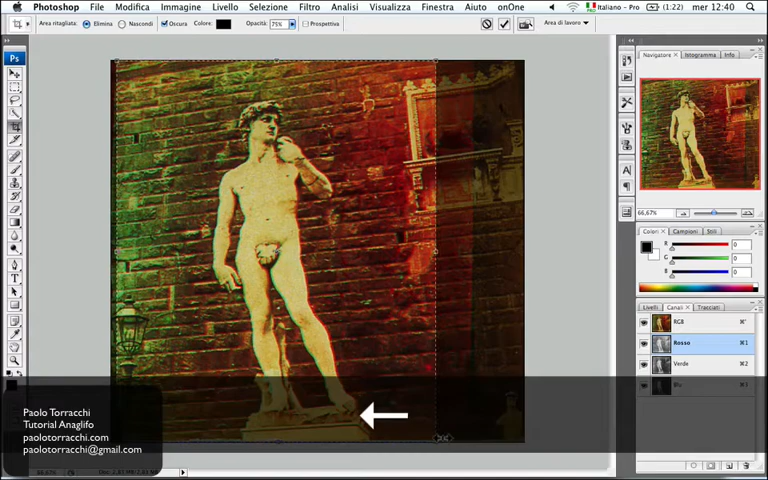 Photoshop File Modifica Immagine Livello Selezione Filtro Analisi Visualizza Finestra Aiuto onOne Italiano - Pro (1:22) mer 12:40
Area ritagliata: Elimina Nascondi Oscura Colore: Opacità: 75% Prospettiva Area di lavoro
Ps
Navigatore Istogramma Info
66,67%
Colori Campioni Stili
R 0
G 0
B 0
Livelli Canali Tracciati
RGB
Rosso ⌘1
Verde ⌘2
Blu
Paolo Torracchi
Tutorial Anaglifo
paolotorracchi.com
paolotorracchi@gmail.com